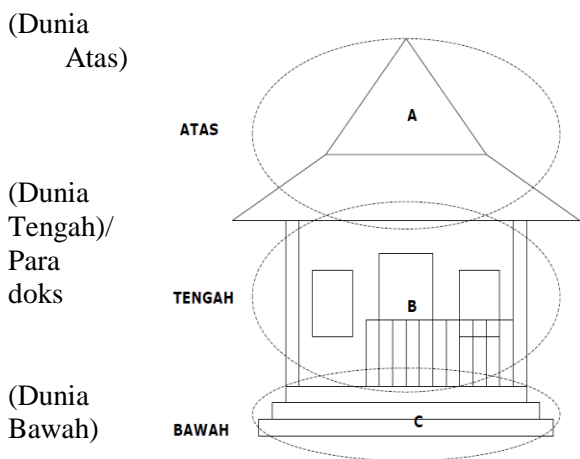 (Dunia
Atas)
A
ATAS
(Dunia
Tengah)/
Para
doks
TENGAH
B
(Dunia
Bawah)
BAWAH
C